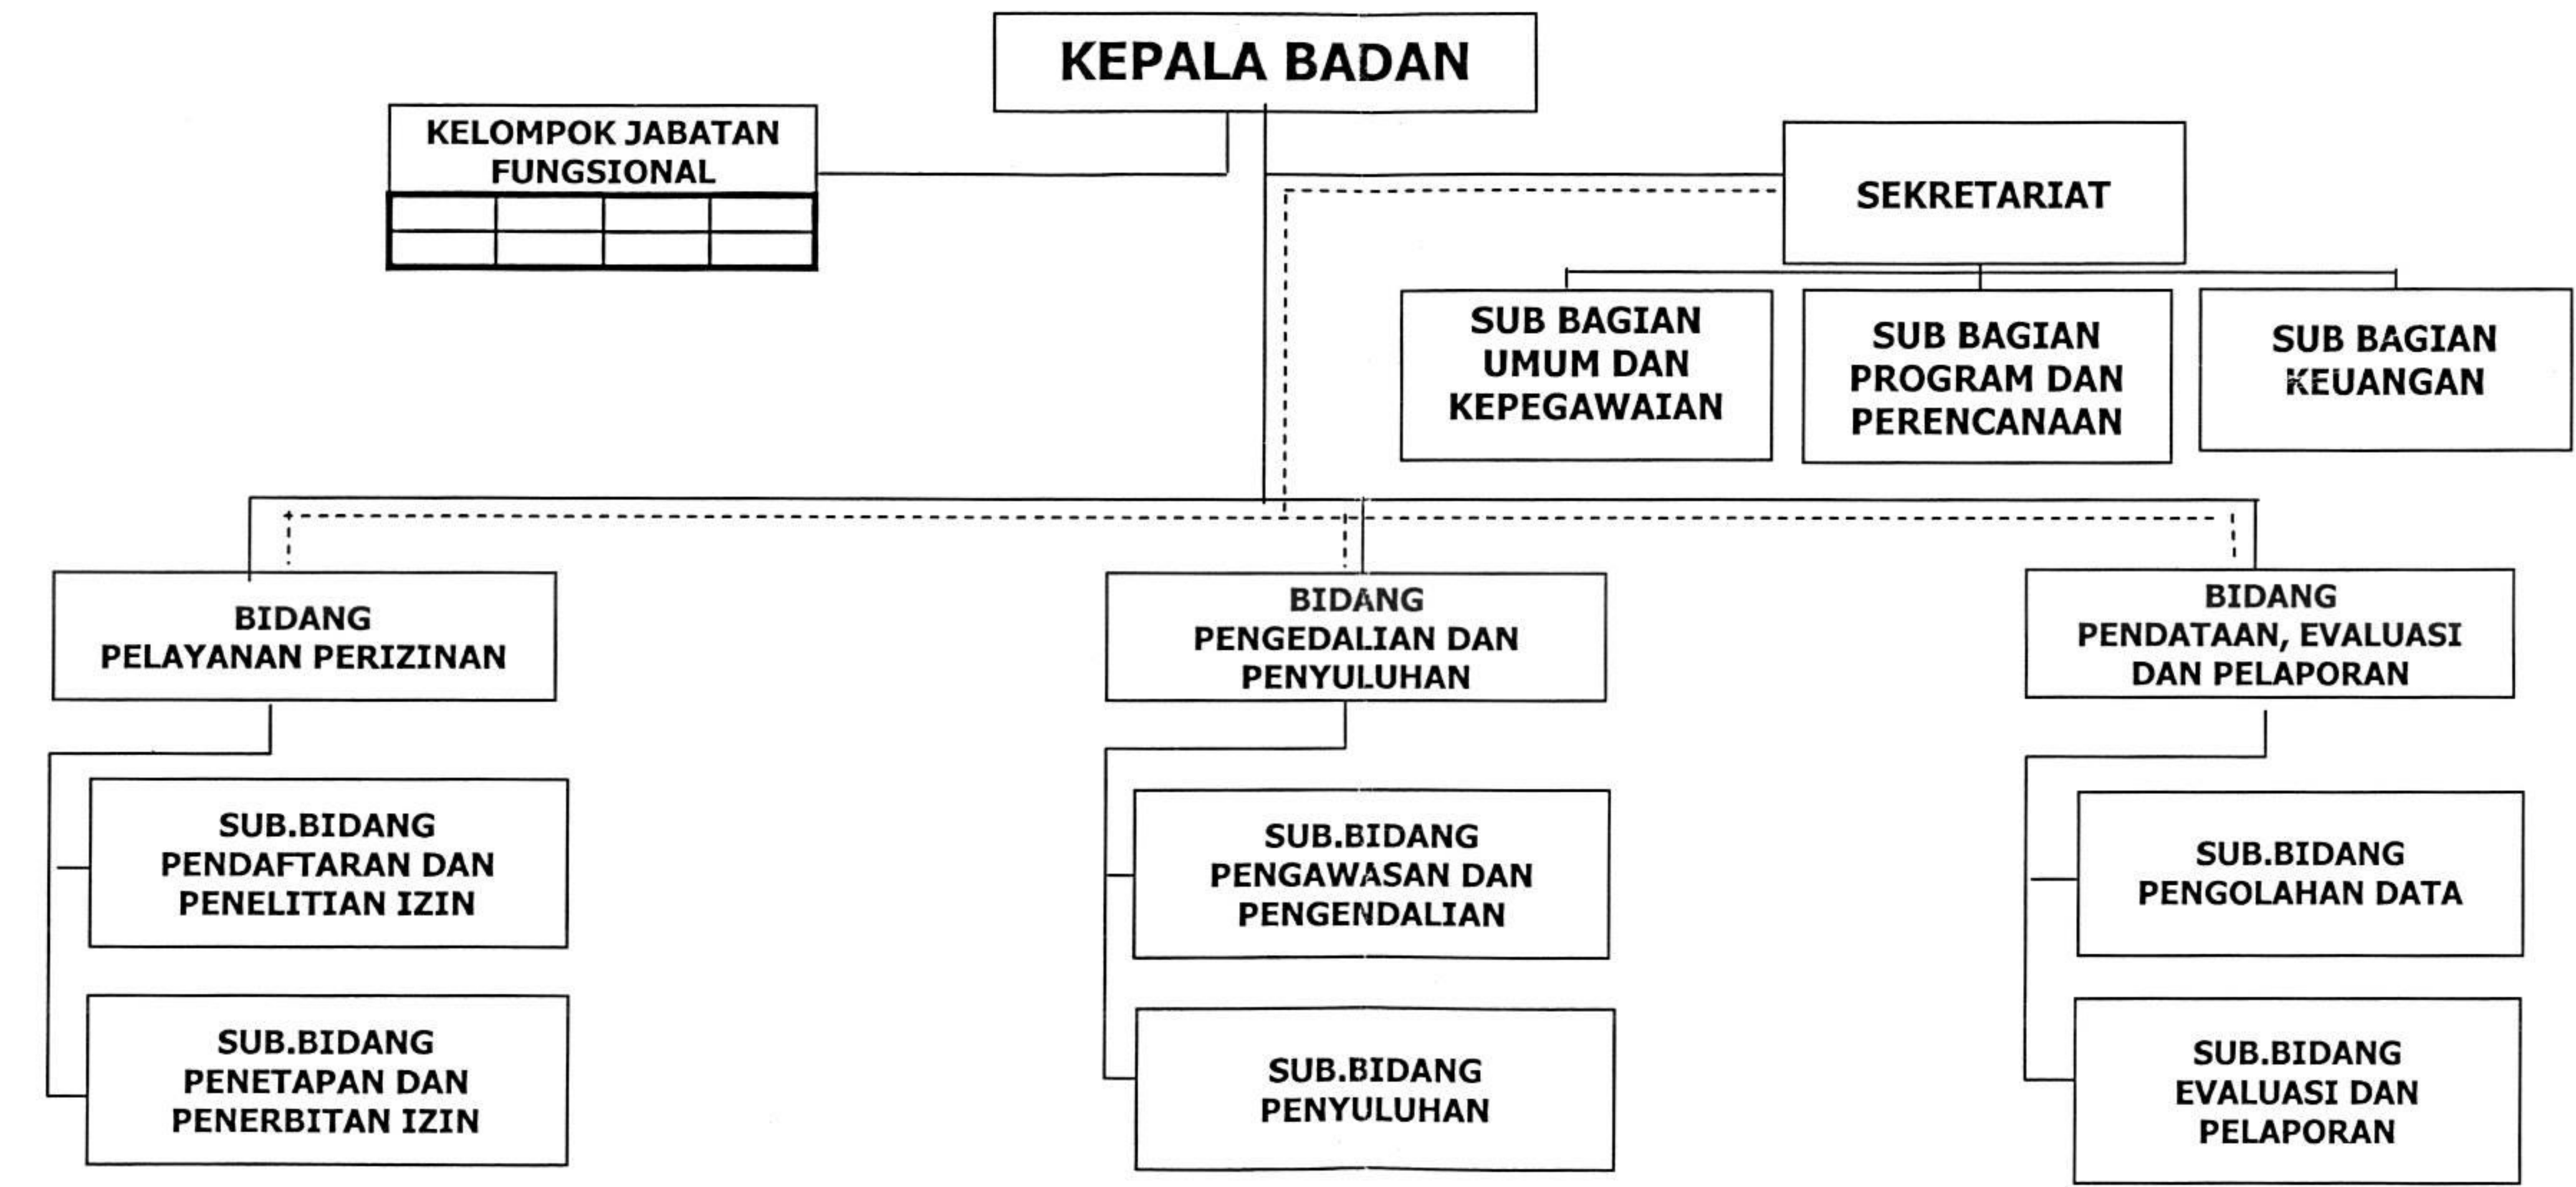 KEPALA BADAN
KELOMPOK JABATAN
FUNGSIONAL
SEKRETARIAT
SUB BAGIAN
UMUM DAN
KEPEGAWAIAN
SUB BAGIAN
PROGRAM DAN
PERENCANAAN
SUB BAGIAN
KEUANGAN
BIDANG
PELAYANAN PERIZINAN
BIDANG
PENGEDALIAN DAN
PENYULUHAN
BIDANG
PENDATAAN, EVALUASI
DAN PELAPORAN
SUB.BIDANG
PENDAFTARAN DAN
PENELITIAN IZIN
SUB.BIDANG
PENGAWASAN DAN
PENGENDALIAN
SUB.BIDANG
PENGOLAHAN DATA
SUB.BIDANG
PENETAPAN DAN
PENERBITAN IZIN
SUB.BIDANG
PENYULUHAN
SUB.BIDANG
EVALUASI DAN
PELAPORAN